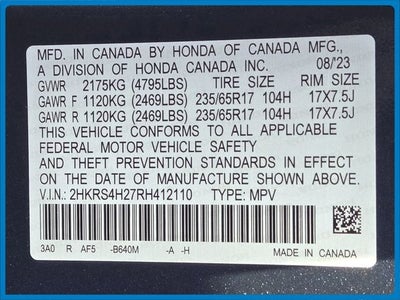 MFD. IN CANADA BY HONDA OF CANADA MFG.,
A DIVISION OF HONDA CANADA INC. 08/'23
GVWR 2175KG (4795LBS) TIRE SIZE RIM SIZE
GAWR F 1120KG (2469LBS) 235/65R17 104H 17X7.5J
GAWR R 1120KG (2469LBS) 235/65R17 104H 17X7.5J
THIS VEHICLE CONFORMS TO ALL APPLICABLE
FEDERAL MOTOR VEHICLE SAFETY
AND THEFT PREVENTION STANDARDS IN EFFECT
ON THE DATE OF MANUFACTURE SHOWN ABOVE.
V.I.N.: 2HKRS4H27RH412110 TYPE: MPV
3A0 R AF5 -B640M -A -H MADE IN CANADA